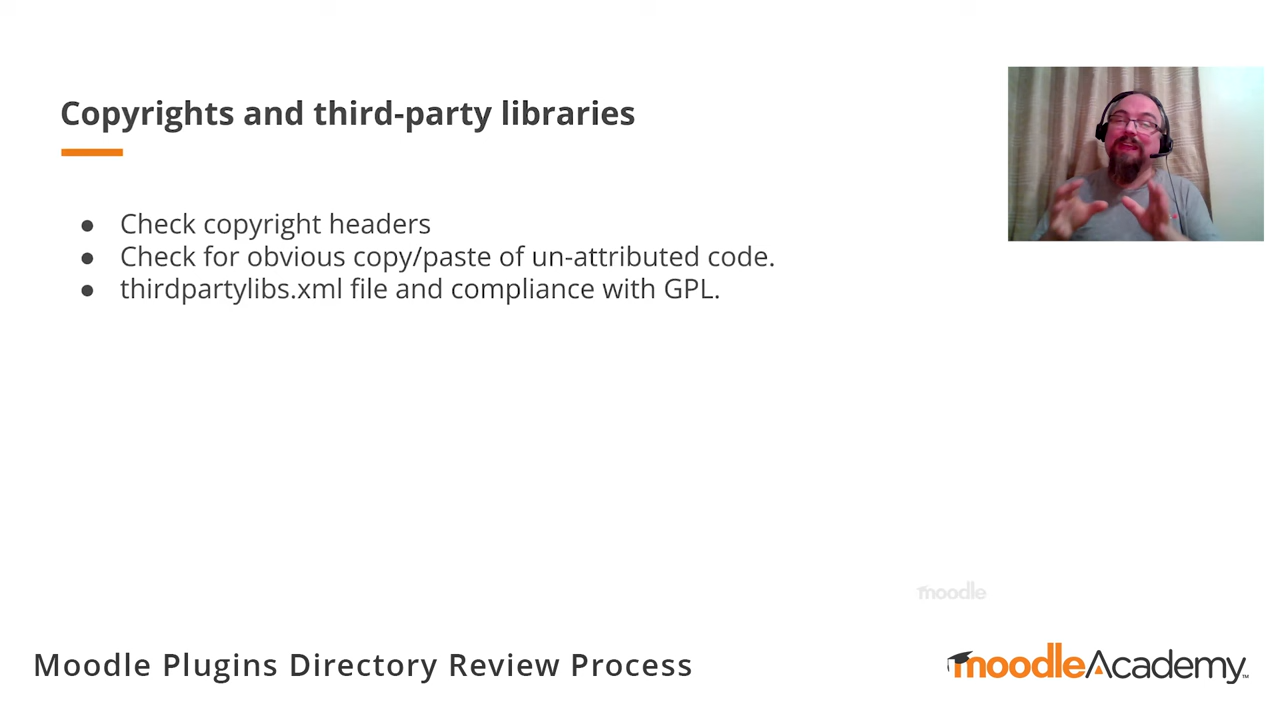 Copyrights and third-party libraries
● Check copyright headers
● Check for obvious copy/paste of un-attributed code.
● thirdpartylibs.xml file and compliance with GPL.
moodle
Moodle Plugins Directory Review Process
moodleAcademy™